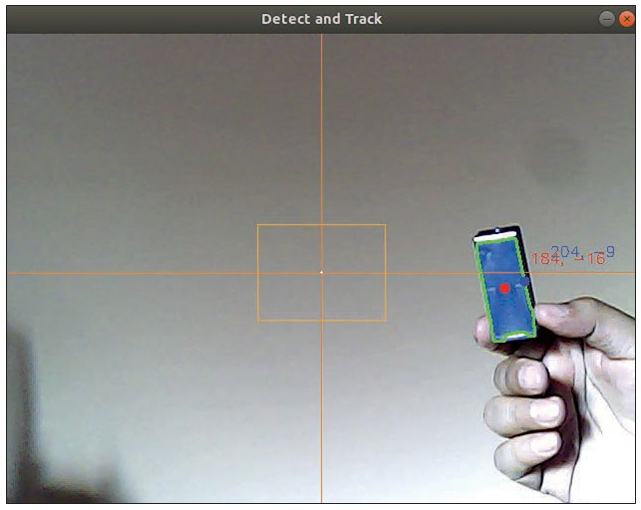 Detect and Track
204, -9
184, -16